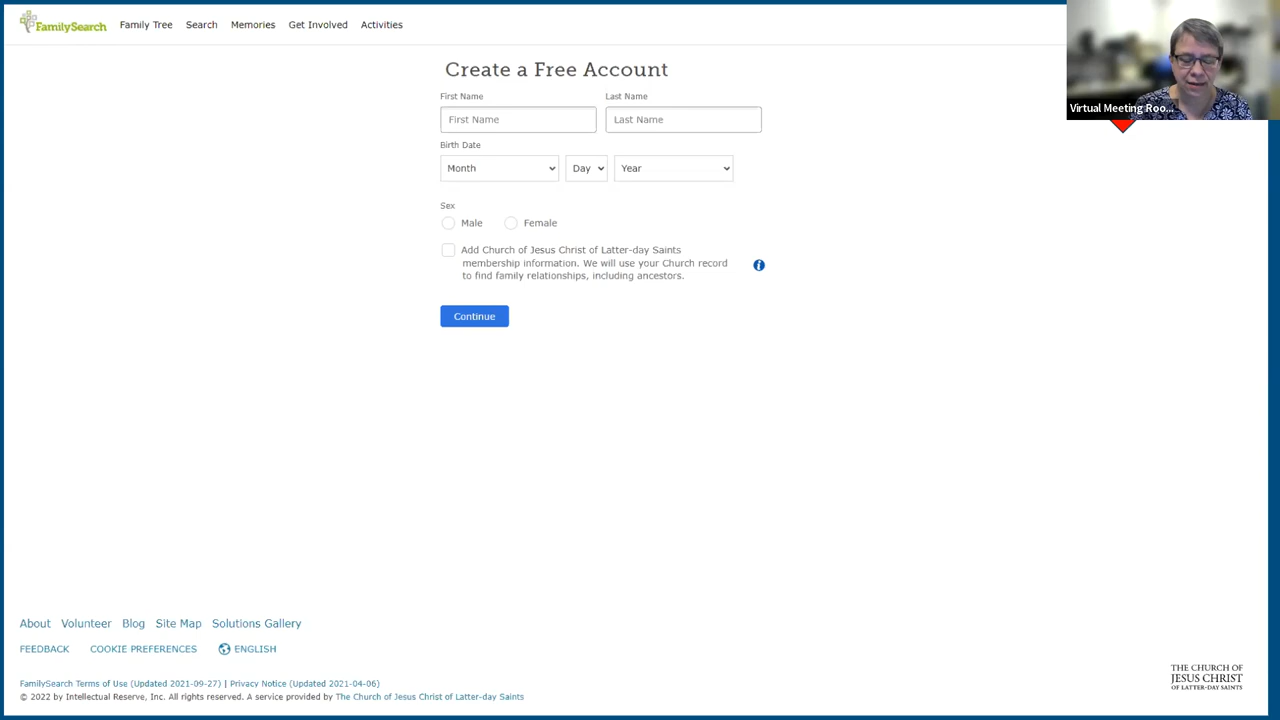 FamilySearch
Family Tree
Search
Memories
Get Involved
Activities
Virtual Meeting Roo...
Create a Free Account
First Name
Last Name
First Name
Last Name
Birth Date
Month
Day
Year
Sex
Male
Female
Add Church of Jesus Christ of Latter-day Saints
membership information. We will use your Church record
to find family relationships, including ancestors.
i
Continue
About
Volunteer
Blog
Site Map
Solutions Gallery
FEEDBACK
COOKIE PREFERENCES
ENGLISH
FamilySearch Terms of Use (Updated 2021-09-27) | Privacy Notice (Updated 2021-04-06)
© 2022 by Intellectual Reserve, Inc. All rights reserved. A service provided by The Church of Jesus Christ of Latter-day Saints
THE CHURCH OF
JESUS CHRIST
OF LATTER-DAY SAINTS